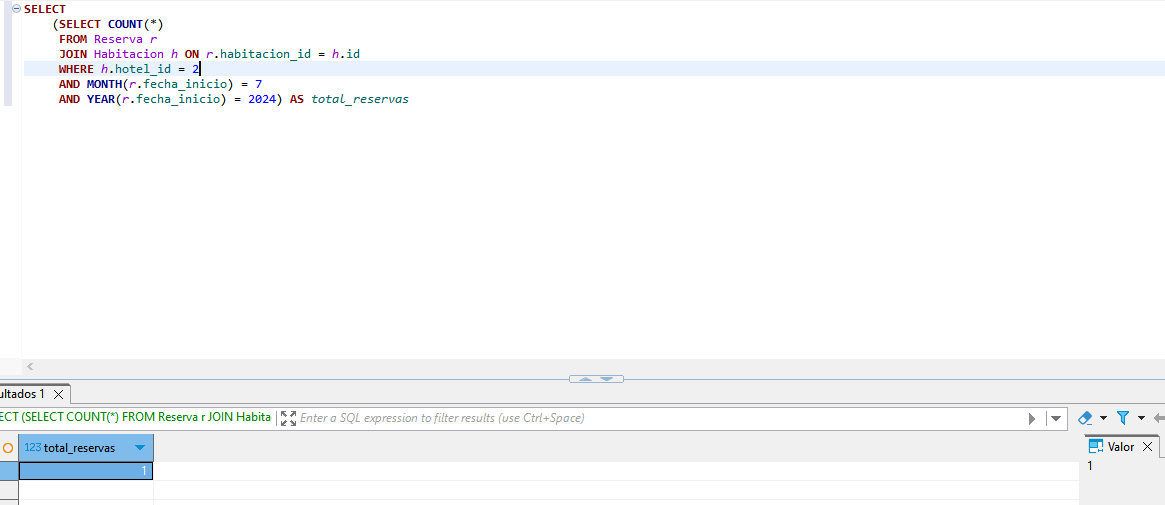 SELECT
(SELECT COUNT(*)
FROM Reserva r
JOIN Habitacion h ON r.habitacion_id = h.id
WHERE h.hotel_id = 2
AND MONTH(r.fecha_inicio) = 7
AND YEAR(r.fecha_inicio) = 2024) AS total_reservas
ultados 1
ECT (SELECT COUNT(*) FROM Reserva r JOIN Habita
Enter a SQL expression to filter results (use Ctrl+Space)
123 total_reservas
Valor
1
1